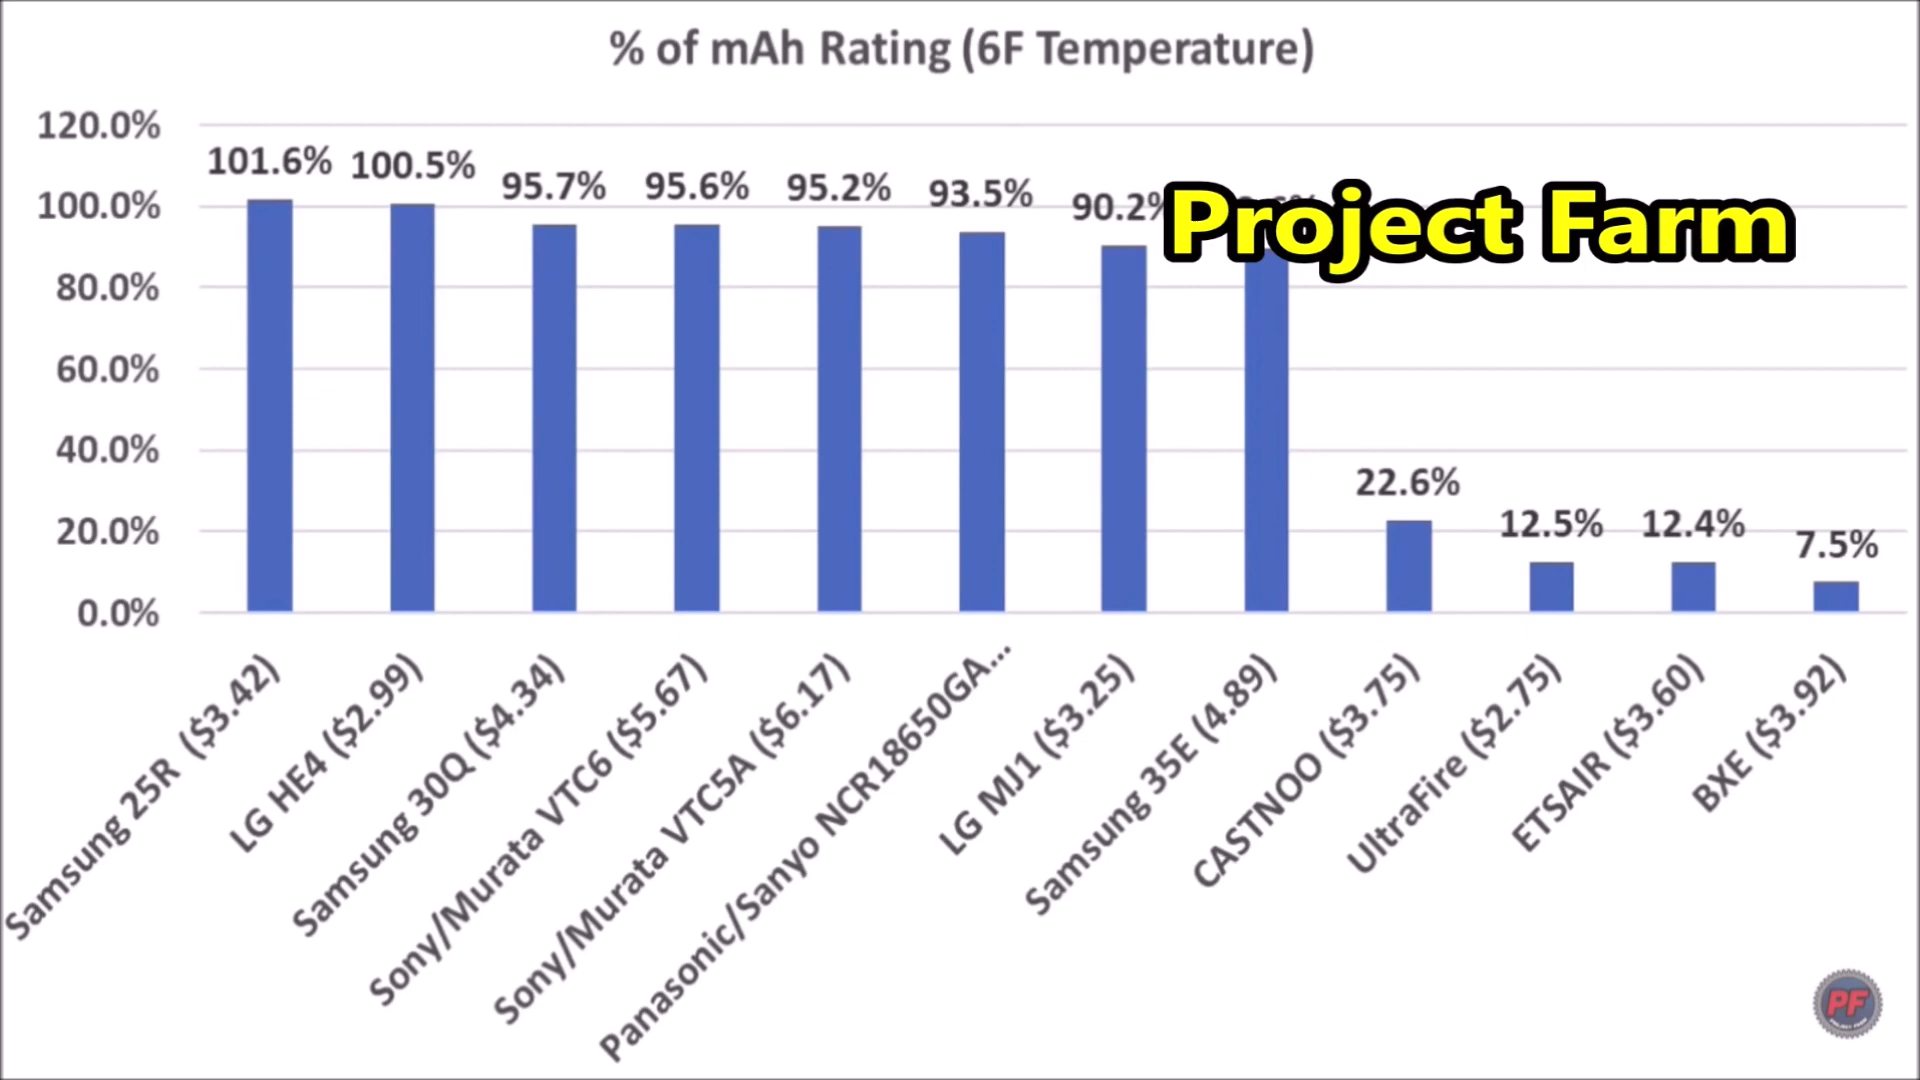 % of mAh Rating (6F Temperature)
120.0%
100.0%
80.0%
60.0%
40.0%
20.0%
0.0%
101.6%
100.5%
95.7%
95.6%
95.2%
93.5%
90.2%
22.6%
12.5%
12.4%
7.5%
Project Farm
Samsung 25R ($3.42)
LG HE4 ($2.99)
Samsung 30Q ($4.34)
Sony/Murata VTC6 ($5.67)
Sony/Murata VTC5A ($6.17)
Panasonic/Sanyo NCR18650GA...
LG MJ1 ($3.25)
Samsung 35E (4.89)
CASTNOO ($3.75)
UltraFire ($2.75)
ETSAIR ($3.60)
BXE ($3.92)
PF
PROJECT FARM